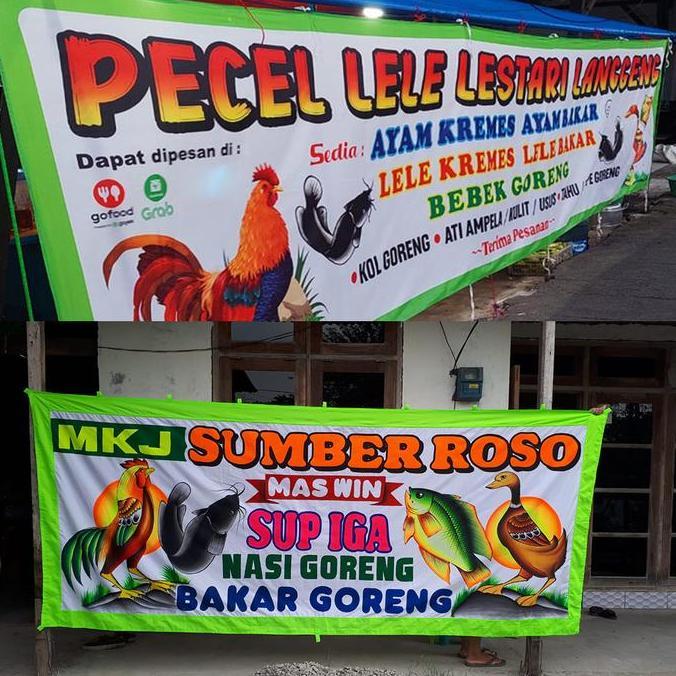 PECEL LELE LESTARI LANGGENG
Dapat dipesan di :
gofood
Grab
Sedia : AYAM KREMES AYAM BAKAR
LELE KREMES LELE BAKAR
BEBEK GORENG
• KOL GORENG • ATI AMPELA / KULIT / USUS • TAHU / TEMPE GORENG
~~Terima Pesanan~~
MKJ SUMBER ROSO
MAS WIN
SUP IGA
NASI GORENG
BAKAR GORENG